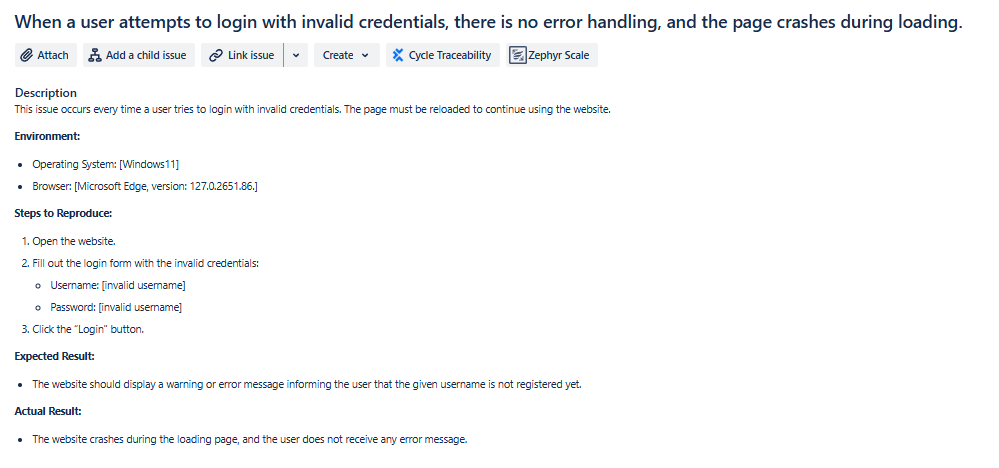 When a user attempts to login with invalid credentials, there is no error handling, and the page crashes during loading.
Attach Add a child issue Link issue Create Cycle Traceability Zephyr Scale
Description
This issue occurs every time a user tries to login with invalid credentials. The page must be reloaded to continue using the website.
Environment:
• Operating System: [Windows11]
• Browser: [Microsoft Edge, version: 127.0.2651.86.]
Steps to Reproduce:
1. Open the website.
2. Fill out the login form with the invalid credentials:
Username: [invalid username]
Password: [invalid username]
3. Click the “Login” button.
Expected Result:
• The website should display a warning or error message informing the user that the given username is not registered yet.
Actual Result:
• The website crashes during the loading page, and the user does not receive any error message.